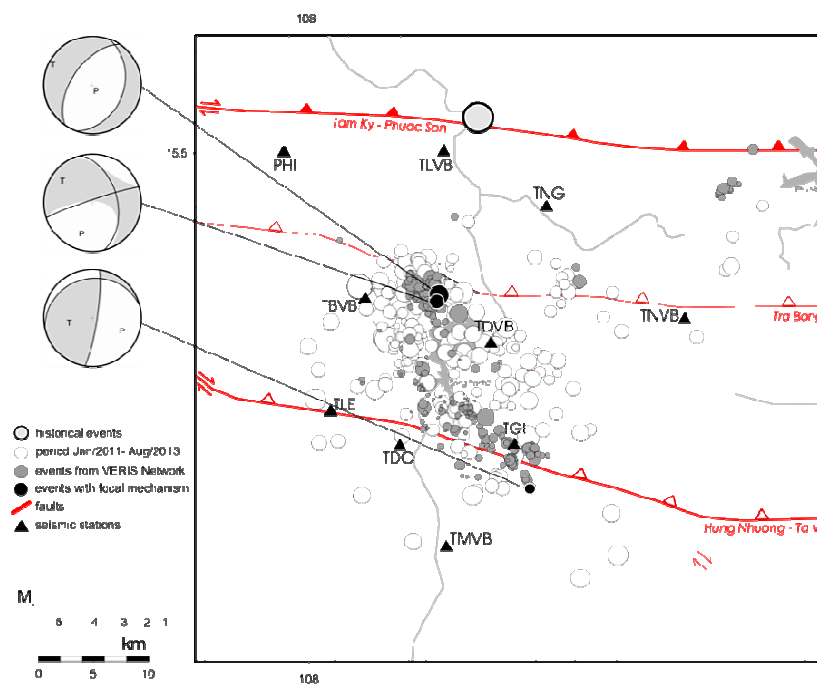 108
T
P
Tam Ky - Phuoc Son
15.5
PHI
TLVB
TNG
T
P
TBVB
TNVB
Tra Bong
TDVB
T
P
TLE
TGI
TDC
historical events
period Jan/2011- Aug/2013
events from VERIS Network
events with focal mechanism
faults
seismic stations
Hung Nhuong - Ta V
TMVB
M
6 4 3 2 1
km
0 5 10
108